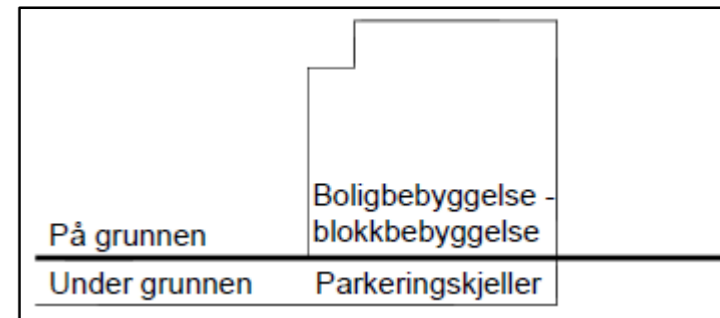 Boligbebyggelse -
På grunnen blokkbebyggelse
Under grunnen Parkeringskjeller